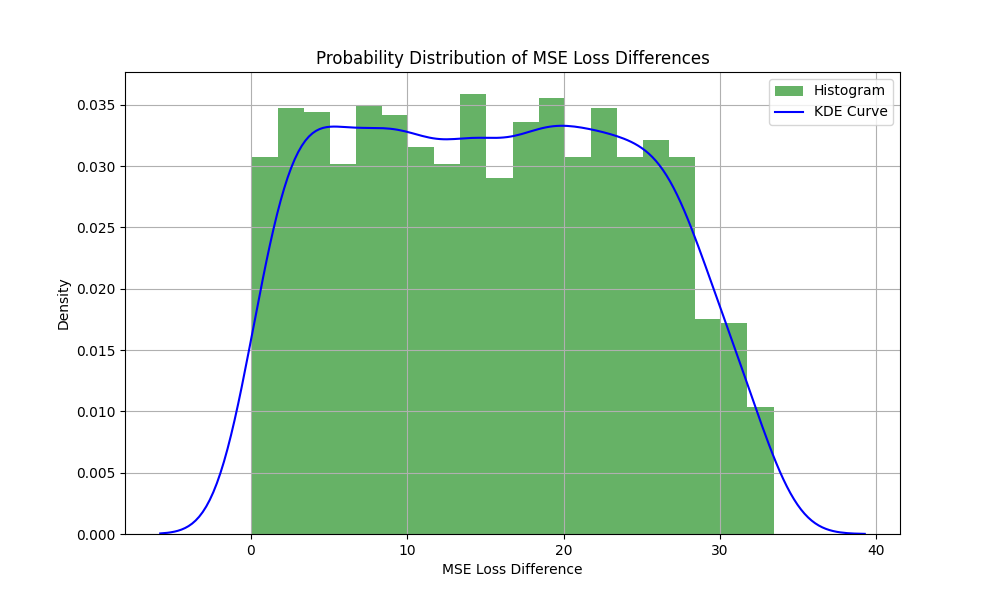 Probability Distribution of MSE Loss Differences
Histogram
KDE Curve
Density
0.035
0.030
0.025
0.020
0.015
0.010
0.005
0.000
0 10 20 30 40
MSE Loss Difference